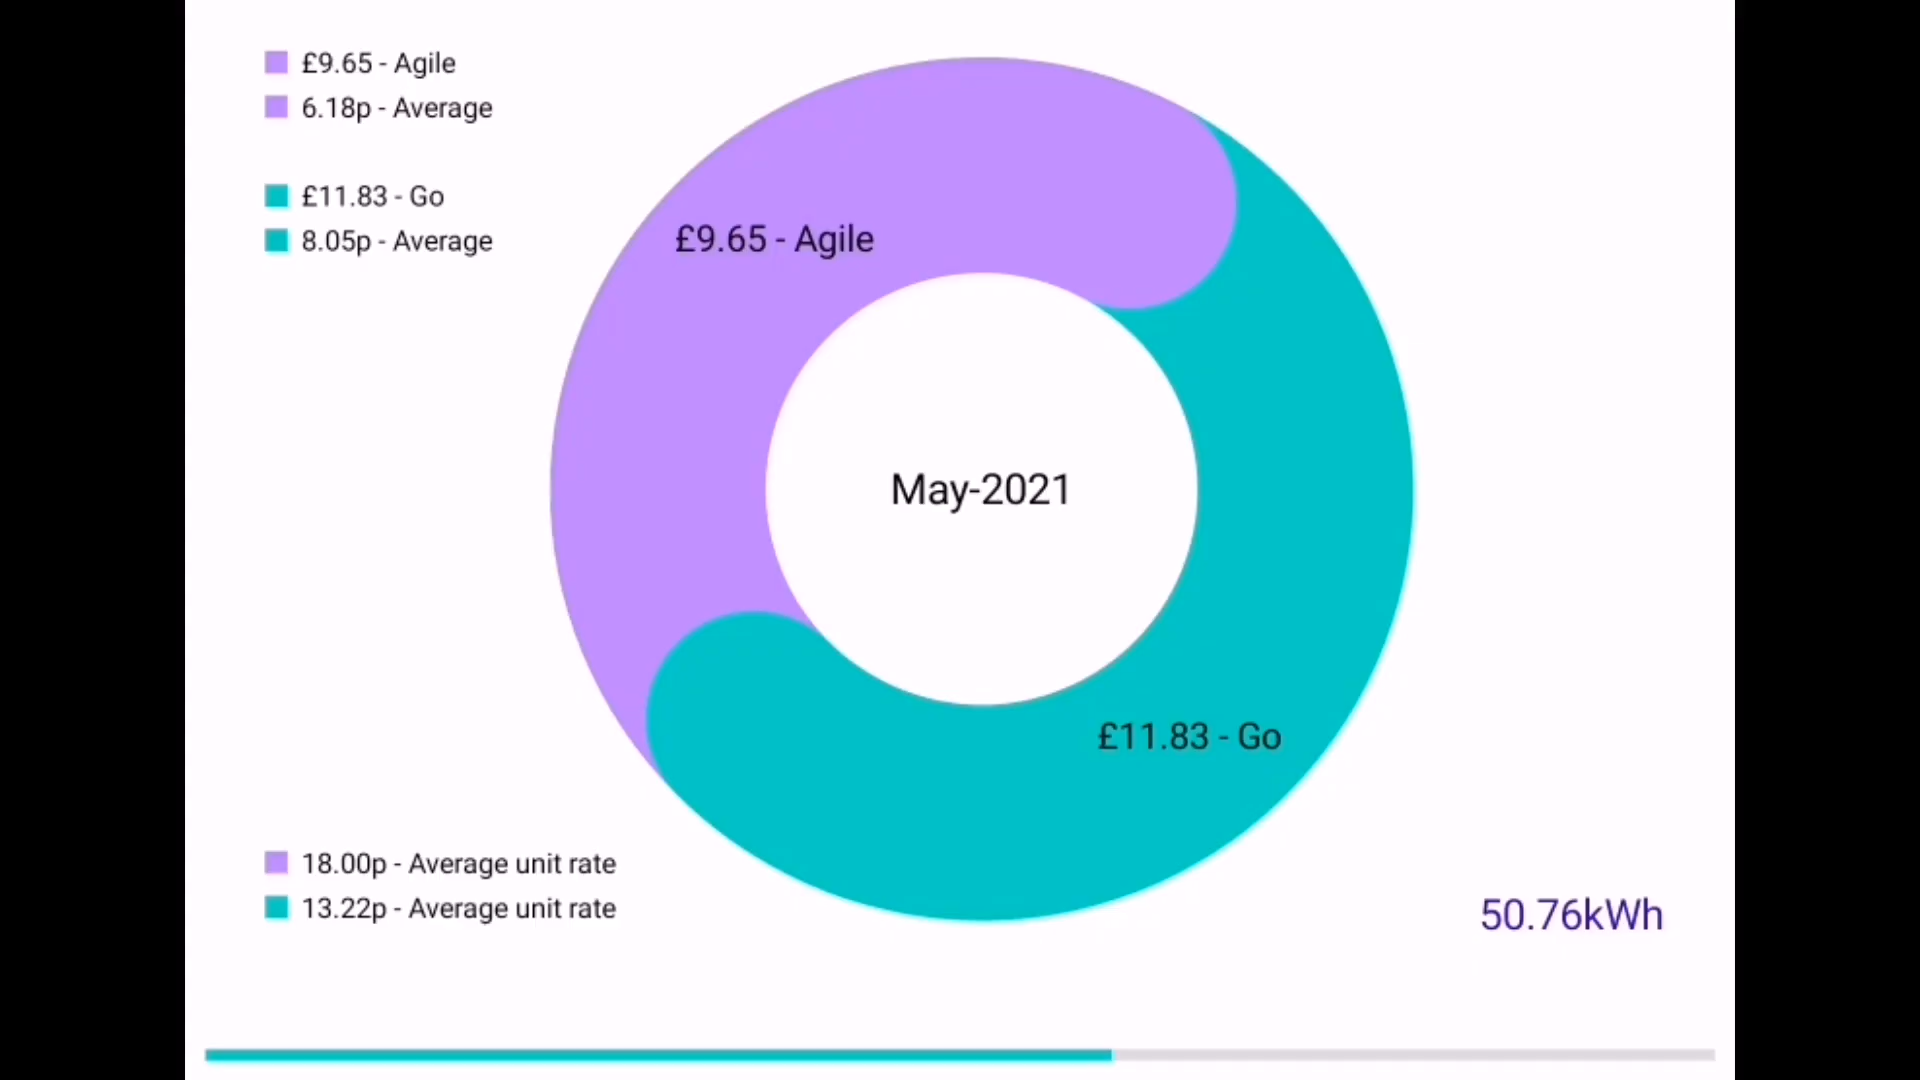 £9.65 - Agile
6.18p - Average
£11.83 - Go
8.05p - Average
£9.65 - Agile
May-2021
£11.83 - Go
18.00p - Average unit rate
13.22p - Average unit rate
50.76kWh